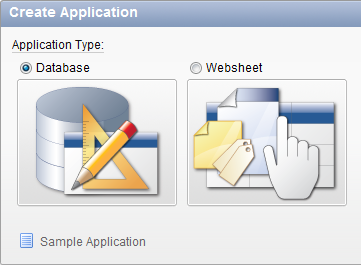 Create Application
Application Type:
Database
Websheet
Sample Application